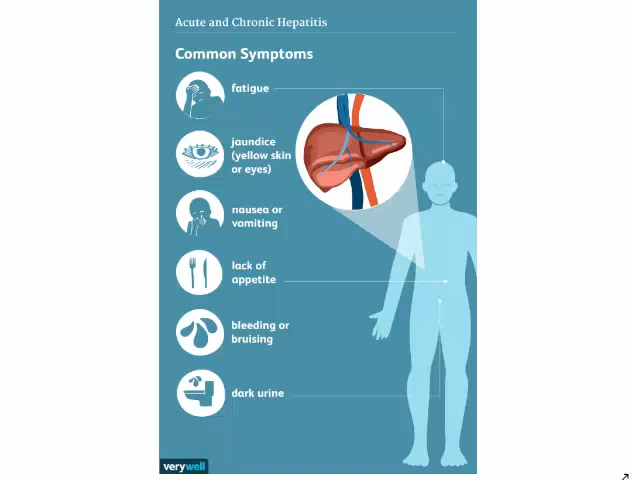 Acute and Chronic Hepatitis
Common Symptoms
fatigue
jaundice
(yellow skin
or eyes)
nausea or
vomiting
lack of
appetite
bleeding or
bruising
dark urine
verywell